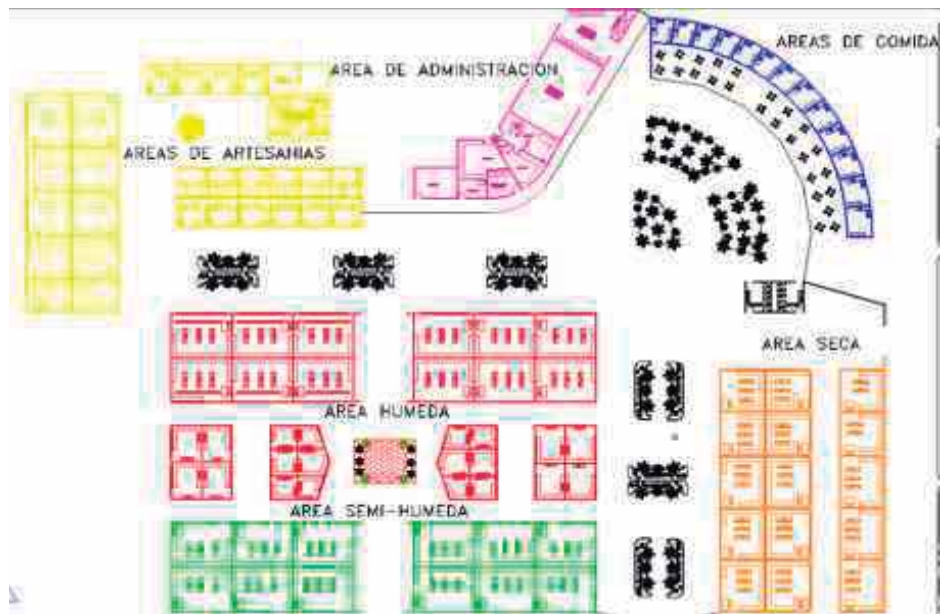 AREAS DE COMIDA
AREA DE ADMINISTRACION
AREAS DE ARTESANIAS
AREA SECA
AREA HUMEDA
AREA SEMI-HUMEDA